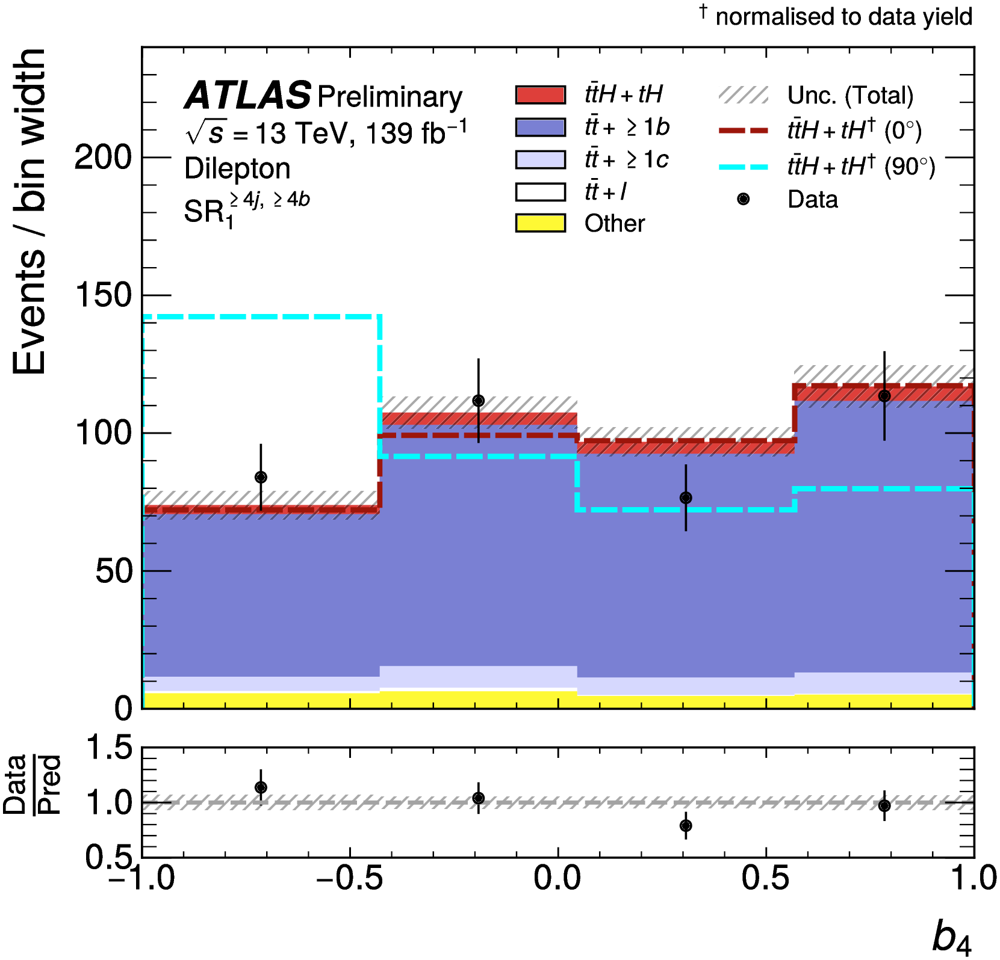 † normalised to data yield
Events / bin width
ATLAS Preliminary
√s = 13 TeV, 139 fb⁻¹
Dilepton
SR₁^≥4j, ≥4b
tt̄H + tH
tt̄ + ≥1b
tt̄ + ≥1c
tt̄ + l
Other
Unc. (Total)
tt̄H + tH† (0°)
tt̄H + tH† (90°)
Data
200
150
100
50
0
Data
Pred
1.5
1.0
0.5
−1.0 −0.5 0.0 0.5 1.0
b₄